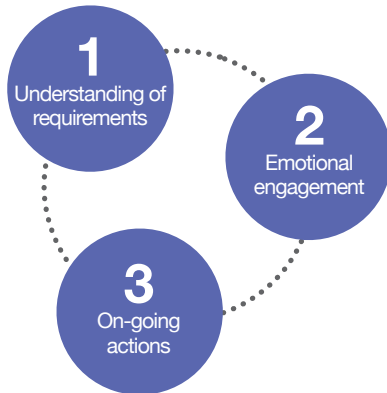 1
Understanding of
requirements
2
Emotional
engagement
3
On-going
actions